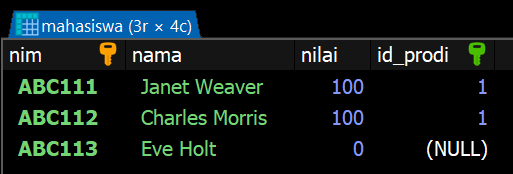 mahasiswa (3r × 4c)
nim nama nilai id_prodi
ABC111 Janet Weaver 100 1
ABC112 Charles Morris 100 1
ABC113 Eve Holt 0 (NULL)